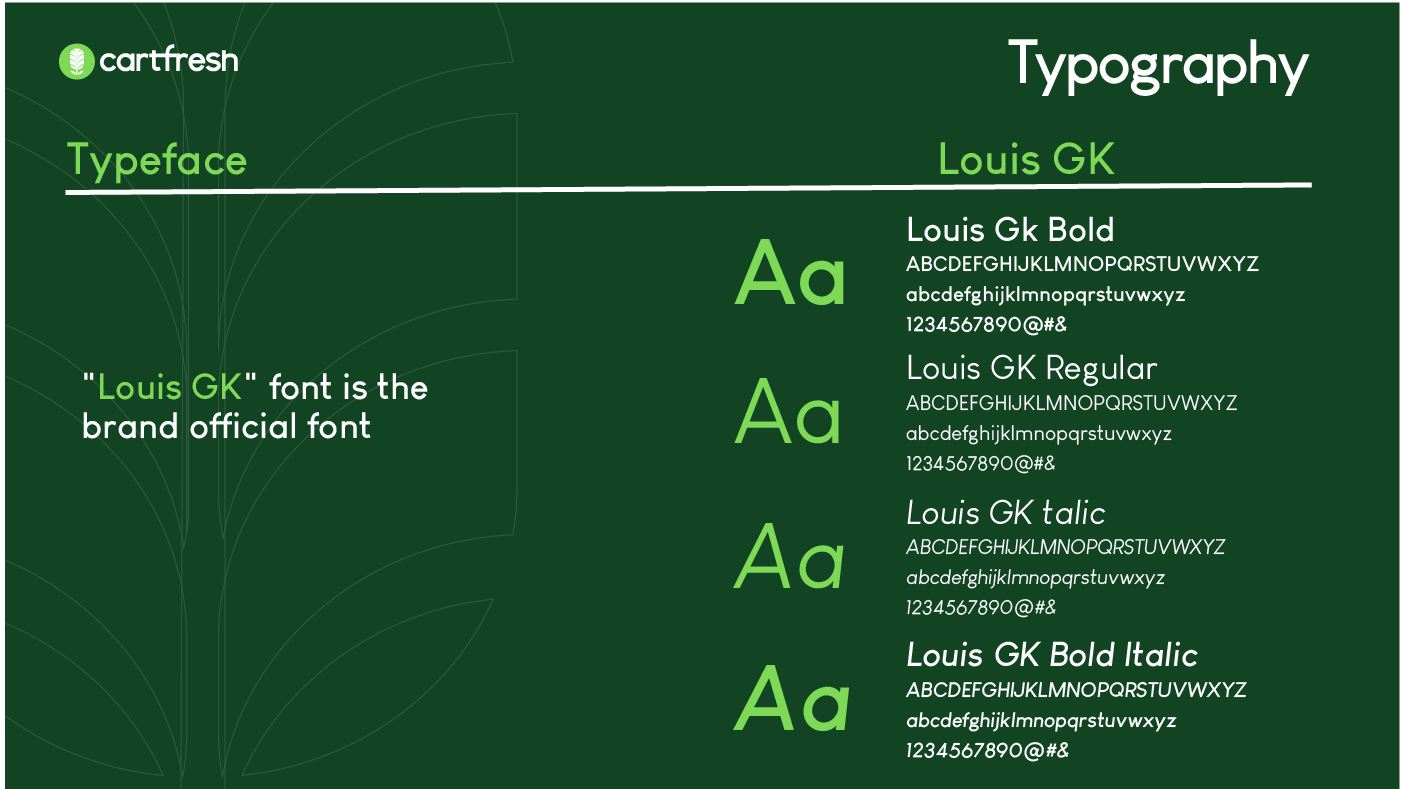 cartfresh
Typography
Typeface
Louis GK
"Louis GK" font is the
brand official font
Aa
Louis Gk Bold
ABCDEFGHIJKLMNOPQRSTUVWXYZ
abcdefghijklmnopqrstuvwxyz
1234567890@#&
Aa
Louis GK Regular
ABCDEFGHIJKLMNOPQRSTUVWXYZ
abcdefghijklmnopqrstuvwxyz
1234567890@#&
Aa
Louis GK talic
ABCDEFGHIJKLMNOPQRSTUVWXYZ
abcdefghijklmnopqrstuvwxyz
1234567890@#&
Aa
Louis GK Bold Italic
ABCDEFGHIJKLMNOPQRSTUVWXYZ
abcdefghijklmnopqrstuvwxyz
1234567890@#&